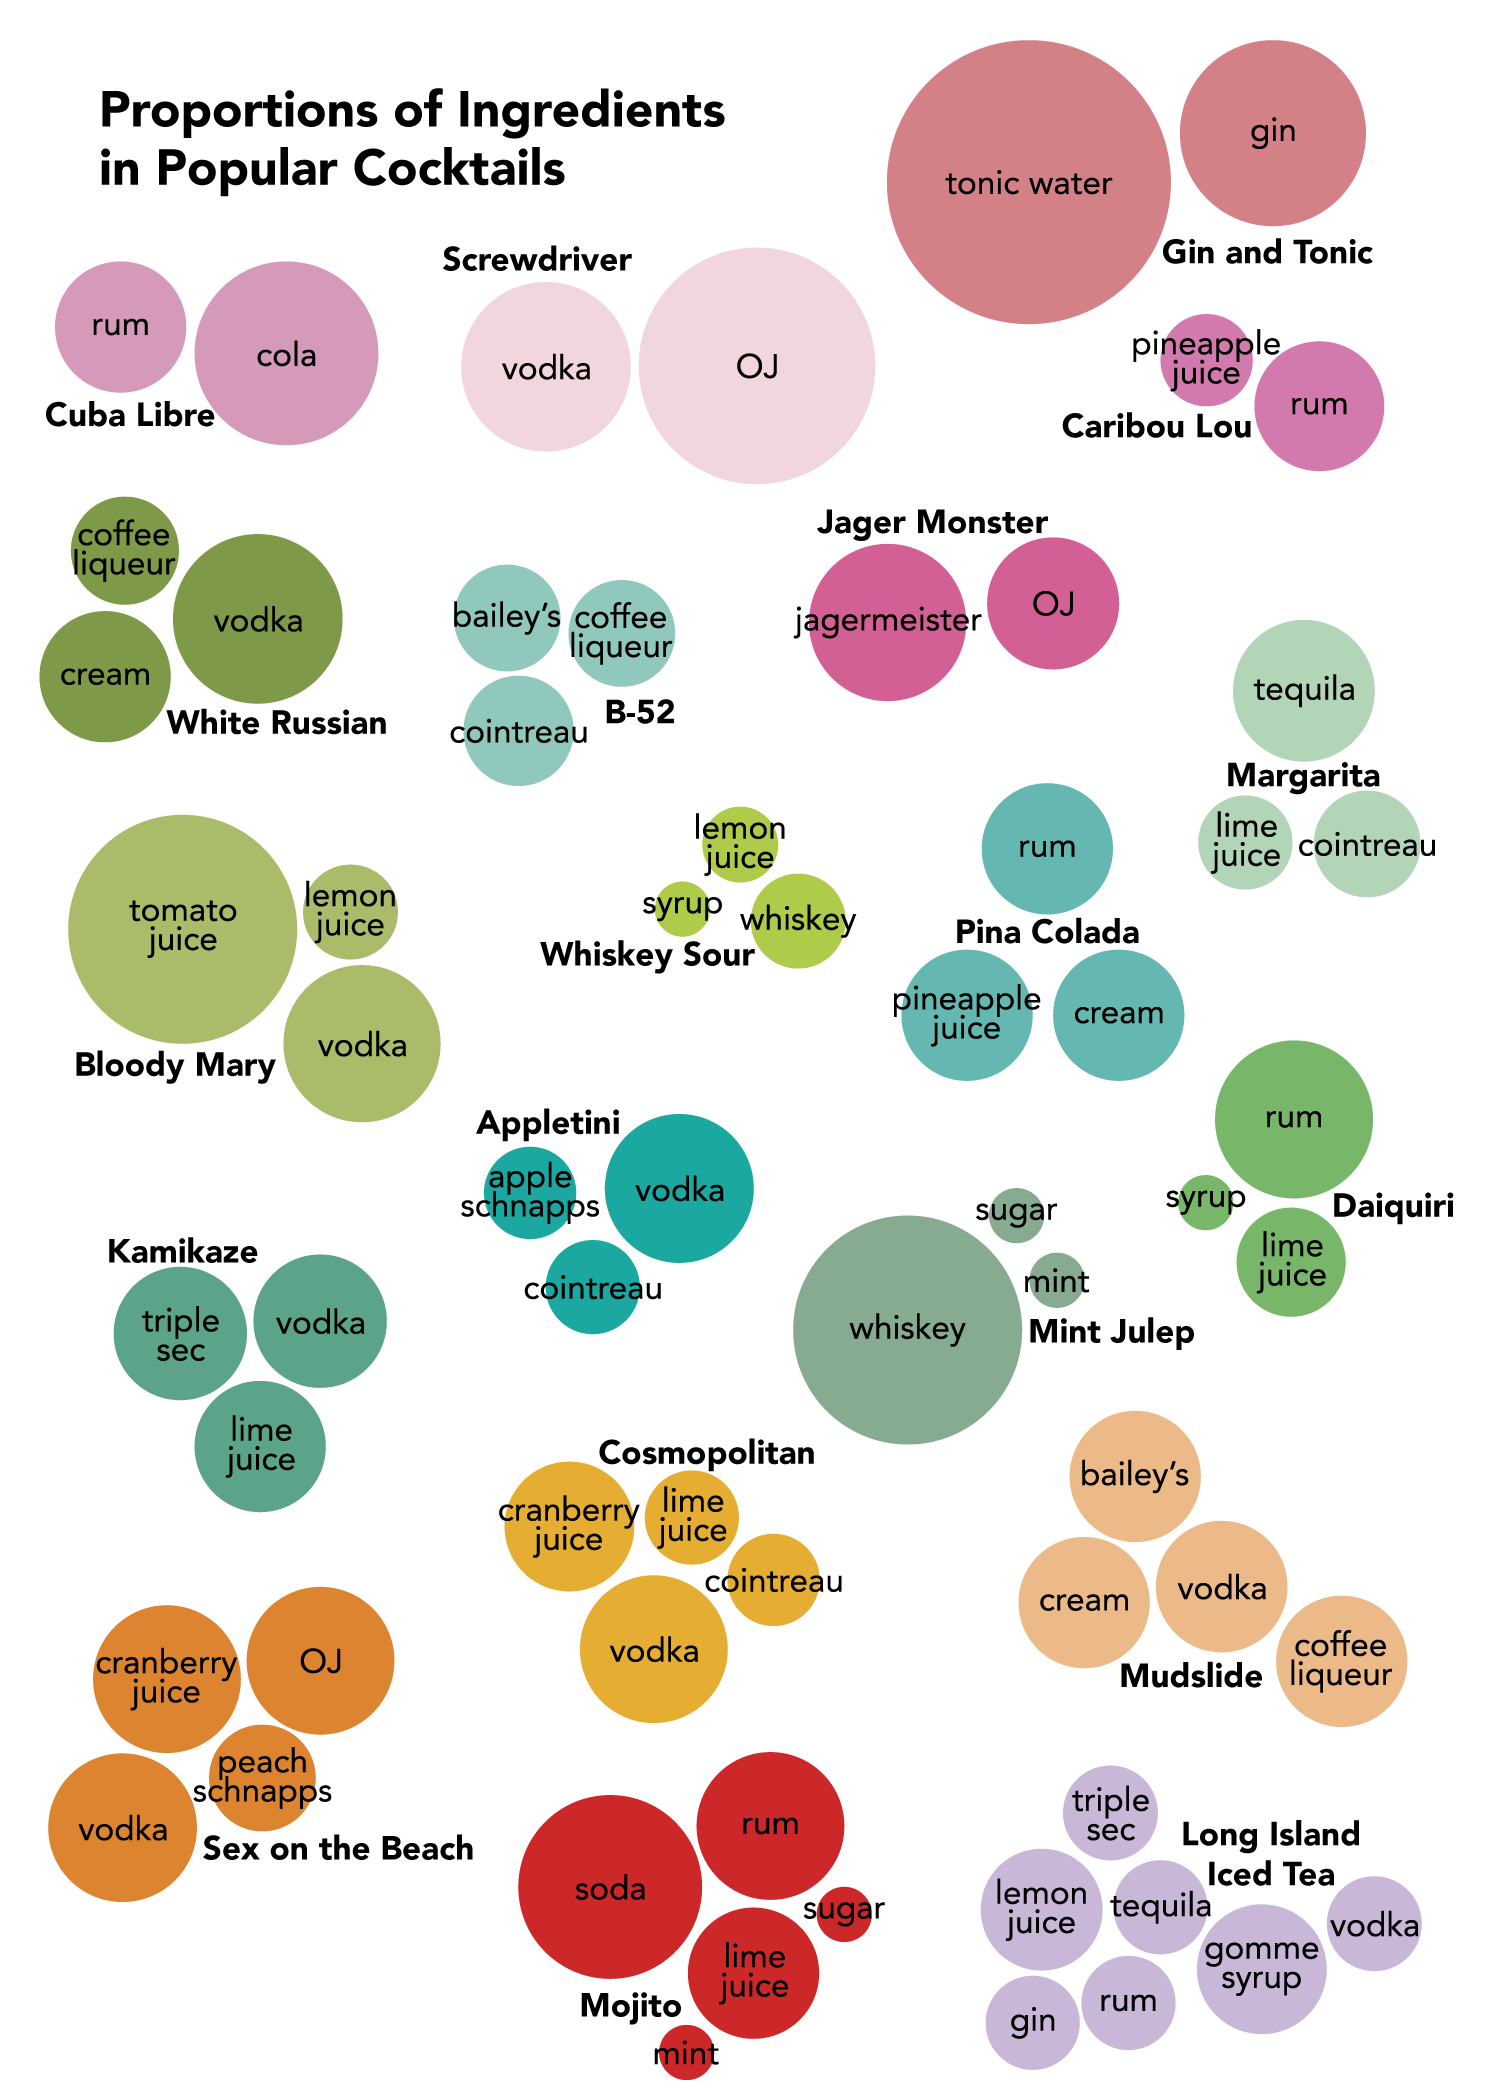 Proportions of Ingredients
in Popular Cocktails
tonic water
gin
Gin and Tonic
rum
cola
Cuba Libre
Screwdriver
vodka
OJ
pineapple
juice
rum
Caribou Lou
coffee
liqueur
vodka
cream
White Russian
bailey’s
coffee
liqueur
cointreau
B-52
Jager Monster
jagermeister
OJ
tequila
Margarita
lime
juice
cointreau
tomato
juice
lemon
juice
vodka
Bloody Mary
lemon
juice
syrup
whiskey
Whiskey Sour
rum
Pina Colada
pineapple
juice
cream
Appletini
apple
schnapps
vodka
cointreau
rum
syrup
Daiquiri
lime
juice
sugar
mint
whiskey
Mint Julep
Kamikaze
triple
sec
vodka
lime
juice
Cosmopolitan
cranberry
juice
lime
juice
cointreau
vodka
bailey’s
cream
vodka
coffee
liqueur
Mudslide
cranberry
juice
OJ
peach
schnapps
vodka
Sex on the Beach
rum
soda
sugar
lime
juice
Mojito
mint
triple
sec
Long Island
Iced Tea
lemon
juice
tequila
gomme
syrup
vodka
gin
rum